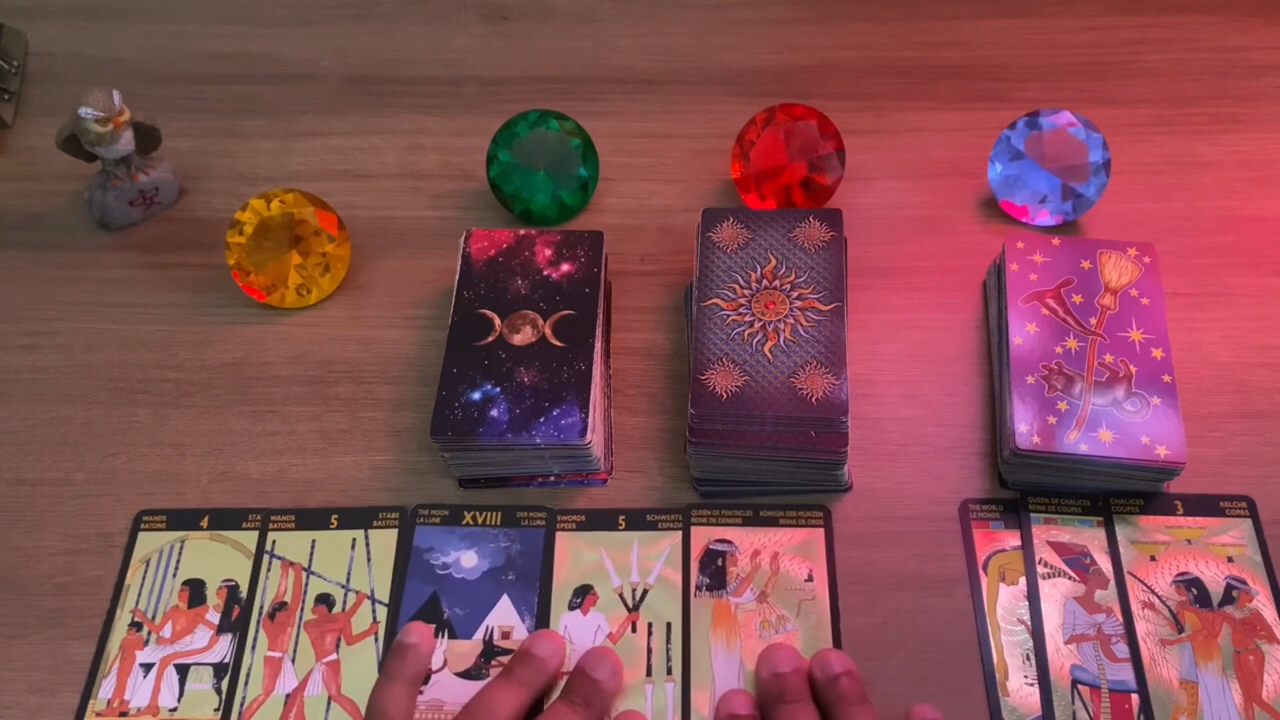 WANDS
BATONS
4
BAST
WANDS
BATONS
5
STÄBE
BASTOS
THE MOON
LA LUNE
XVIII
DER MOND
LA LUNA
SWORDS
EPEES
5
SCHWERTE
ESPADA
QUEEN OF PENTACLES
REINE DE DENIERS
KÖNIGIN DER MÜNZEN
REINA DE OROS
THE WORLD
LE MONDE
QUEEN OF CHALICES
REINE DE COUPES
CHALICES
COUPES
3
KELCHE
COPAS